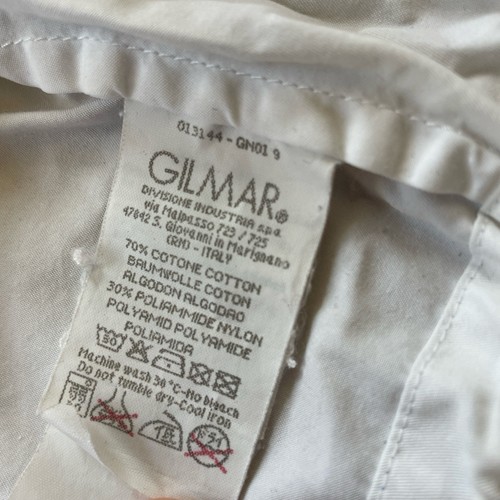 013144 - GN01 9
GILMAR®
DIVISIONE INDUSTRIA s.p.a.
via Malpasso 723 / 725
47842 S. Giovanni in Marignano
(RN) - ITALY
70% COTONE COTTON
BAUMWOLLE COTON
ALGODON ALGODAO
30% POLIAMMIDE NYLON
POLYAMID POLYAMIDE
POLIAMIDA
30
Machine wash 30 °C-No bleach
Do not tumble dry-Cool iron